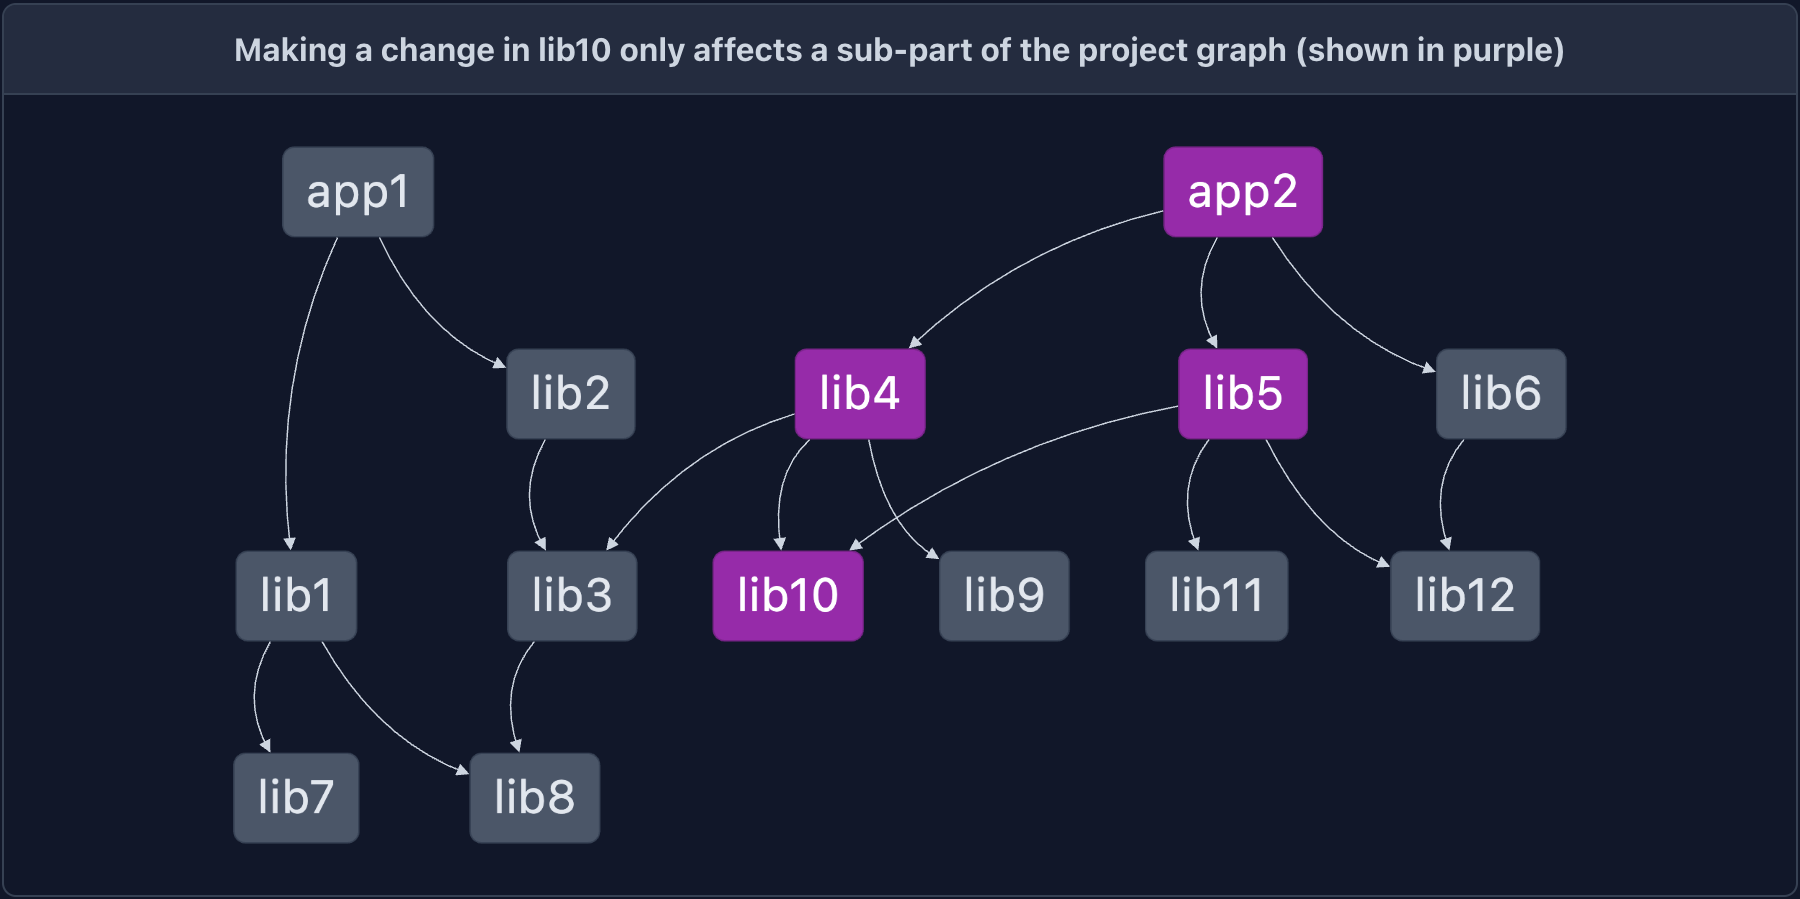 Making a change in lib10 only affects a sub-part of the project graph (shown in purple)
app1
app2
lib2
lib4
lib5
lib6
lib1
lib3
lib10
lib9
lib11
lib12
lib7
lib8